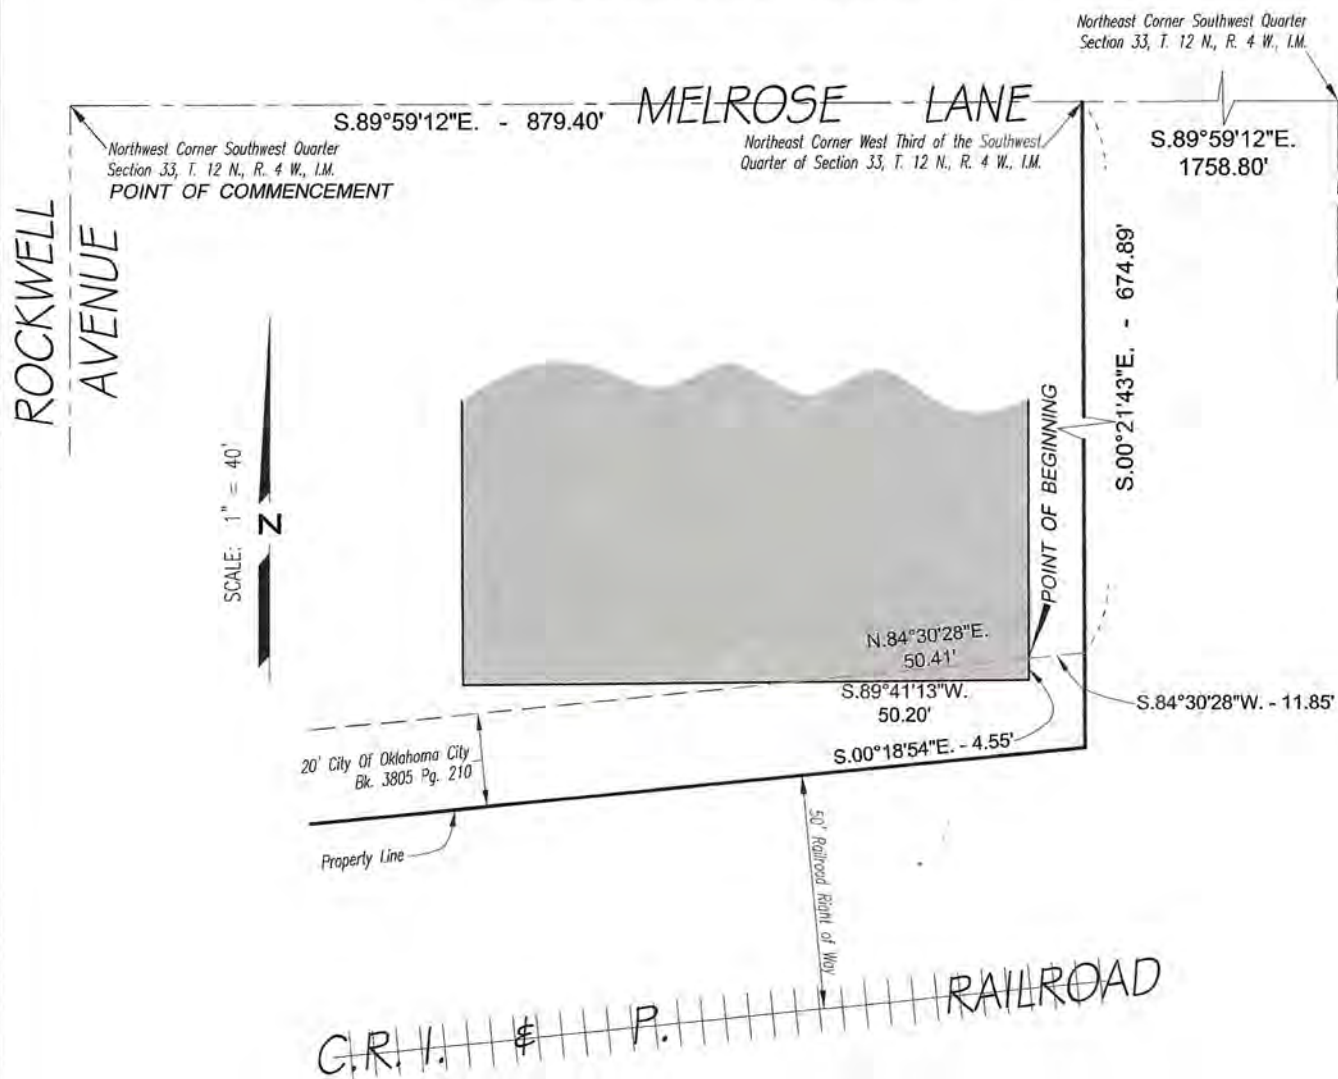 Northeast Corner Southwest Quarter
Section 33, T. 12 N., R. 4 W., I.M.
MELROSE LANE
S.89°59'12"E. - 879.40'
Northwest Corner Southwest Quarter
Section 33, T. 12 N., R. 4 W., I.M.
POINT OF COMMENCEMENT
Northeast Corner West Third of the Southwest
Quarter of Section 33, T. 12 N., R. 4 W., I.M.
S.89°59'12"E.
1758.80'
ROCKWELL
AVENUE
S.00°21'43"E. - 674.89'
SCALE: 1" = 40'
N
POINT OF BEGINNING
N.84°30'28"E.
50.41'
S.89°41'13"W.
50.20'
S.84°30'28"W. - 11.85'
S.00°18'54"E. - 4.55'
20' City Of Oklahoma City
Bk. 3805 Pg. 210
Property Line
50' Railroad Right of Way
C.R.I. & P. RAILROAD